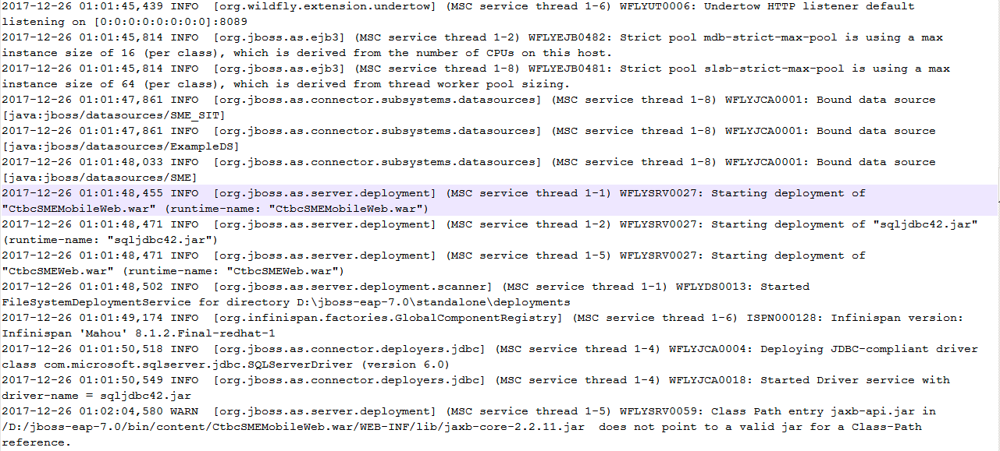 2017-12-26 01:01:45,439 INFO  [org.wildfly.extension.undertow] (MSC service thread 1-6) WFLYUT0006: Undertow HTTP listener default
listening on [0:0:0:0:0:0:0:0]:8089
2017-12-26 01:01:45,814 INFO  [org.jboss.as.ejb3] (MSC service thread 1-2) WFLYEJB0482: Strict pool mdb-strict-max-pool is using a max
instance size of 16 (per class), which is derived from the number of CPUs on this host.
2017-12-26 01:01:45,814 INFO  [org.jboss.as.ejb3] (MSC service thread 1-8) WFLYEJB0481: Strict pool slsb-strict-max-pool is using a max
instance size of 64 (per class), which is derived from thread worker pool sizing.
2017-12-26 01:01:47,861 INFO  [org.jboss.as.connector.subsystems.datasources] (MSC service thread 1-8) WFLYJCA0001: Bound data source
[java:jboss/datasources/SME_SIT]
2017-12-26 01:01:47,861 INFO  [org.jboss.as.connector.subsystems.datasources] (MSC service thread 1-8) WFLYJCA0001: Bound data source
[java:jboss/datasources/ExampleDS]
2017-12-26 01:01:48,033 INFO  [org.jboss.as.connector.subsystems.datasources] (MSC service thread 1-8) WFLYJCA0001: Bound data source
[java:jboss/datasources/SME]
2017-12-26 01:01:48,455 INFO  [org.jboss.as.server.deployment] (MSC service thread 1-1) WFLYSRV0027: Starting deployment of
"CtbcSMEMobileWeb.war" (runtime-name: "CtbcSMEMobileWeb.war")
2017-12-26 01:01:48,471 INFO  [org.jboss.as.server.deployment] (MSC service thread 1-2) WFLYSRV0027: Starting deployment of "sqljdbc42.jar"
(runtime-name: "sqljdbc42.jar")
2017-12-26 01:01:48,471 INFO  [org.jboss.as.server.deployment] (MSC service thread 1-5) WFLYSRV0027: Starting deployment of
"CtbcSMEWeb.war" (runtime-name: "CtbcSMEWeb.war")
2017-12-26 01:01:48,502 INFO  [org.jboss.as.server.deployment.scanner] (MSC service thread 1-1) WFLYDS0013: Started
FileSystemDeploymentService for directory D:\jboss-eap-7.0\standalone\deployments
2017-12-26 01:01:49,174 INFO  [org.infinispan.factories.GlobalComponentRegistry] (MSC service thread 1-6) ISPN000128: Infinispan version:
Infinispan 'Mahou' 8.1.2.Final-redhat-1
2017-12-26 01:01:50,518 INFO  [org.jboss.as.connector.deployers.jdbc] (MSC service thread 1-4) WFLYJCA0004: Deploying JDBC-compliant driver
class com.microsoft.sqlserver.jdbc.SQLServerDriver (version 6.0)
2017-12-26 01:01:50,549 INFO  [org.jboss.as.connector.deployers.jdbc] (MSC service thread 1-4) WFLYJCA0018: Started Driver service with
driver-name = sqljdbc42.jar
2017-12-26 01:02:04,580 WARN  [org.jboss.as.server.deployment] (MSC service thread 1-5) WFLYSRV0059: Class Path entry jaxb-api.jar in
/D:/jboss-eap-7.0/bin/content/CtbcSMEMobileWeb.war/WEB-INF/lib/jaxb-core-2.2.11.jar  does not point to a valid jar for a Class-Path
reference.